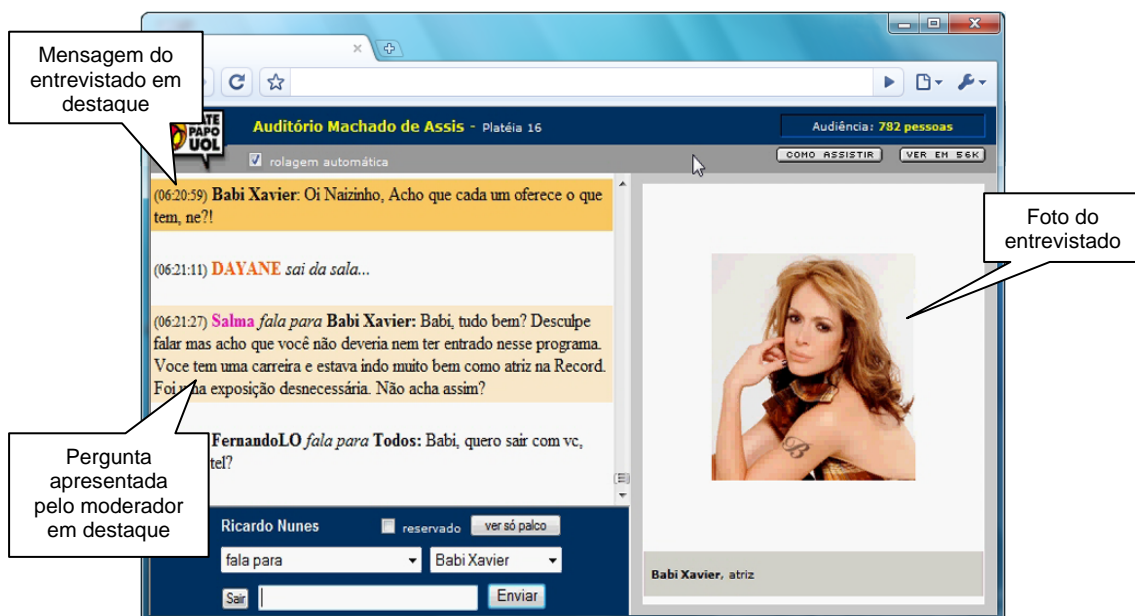 Mensagem do
entrevistado em
destaque
BATE
PAPO
UOL
Auditório Machado de Assis - Platéia 16
Audiência: 782 pessoas
rolagem automática
COMO ASSISTIR
VER EM 56K
(06:20:59) Babi Xavier: Oi Naizinho, Acho que cada um oferece o que
tem, ne?!
(06:21:11) DAYANE sai da sala...
(06:21:27) Salma fala para Babi Xavier: Babi, tudo bem? Desculpe
falar mas acho que você não deveria nem ter entrado nesse programa.
Voce tem uma carreira e estava indo muito bem como atriz na Record.
Foi uma exposição desnecessária. Não acha assim?
FernandoLO fala para Todos: Babi, quero sair com vc,
tel?
Pergunta
apresentada
pelo moderador
em destaque
Foto do
entrevistado
B
Ricardo Nunes
reservado
ver só palco
fala para
Babi Xavier
Sair
Enviar
Babi Xavier, atriz